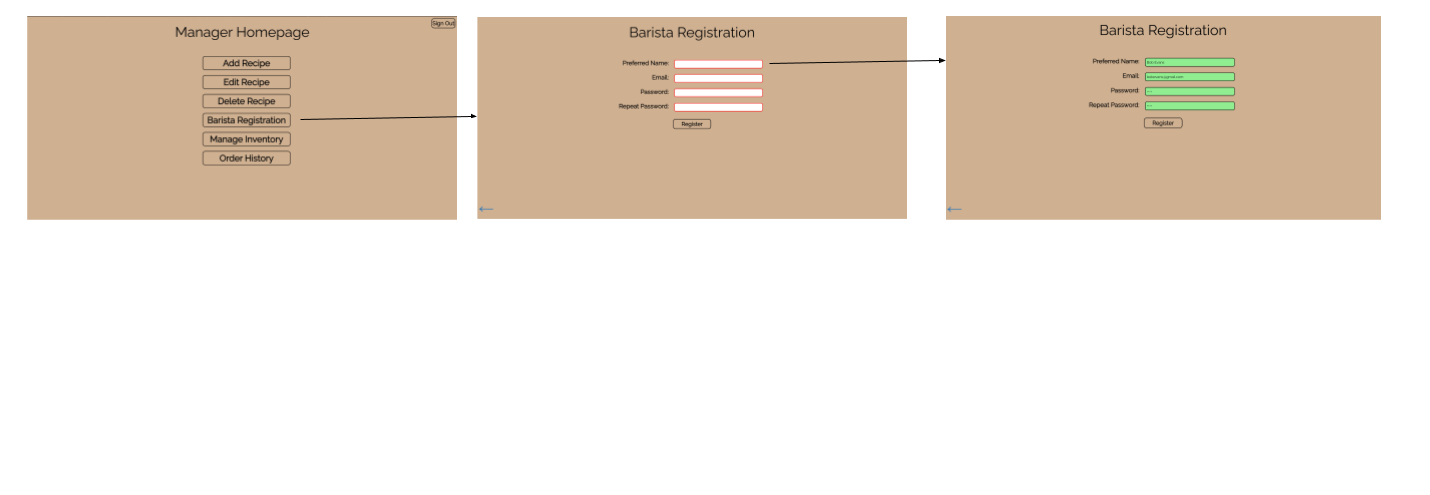 Sign Out
Manager Homepage
Add Recipe
Edit Recipe
Delete Recipe
Barista Registration
Manage Inventory
Order History
Barista Registration
Preferred Name:
Email:
Password:
Repeat Password:
Register
Barista Registration
Preferred Name:
Email:
Password:
Repeat Password:
Register